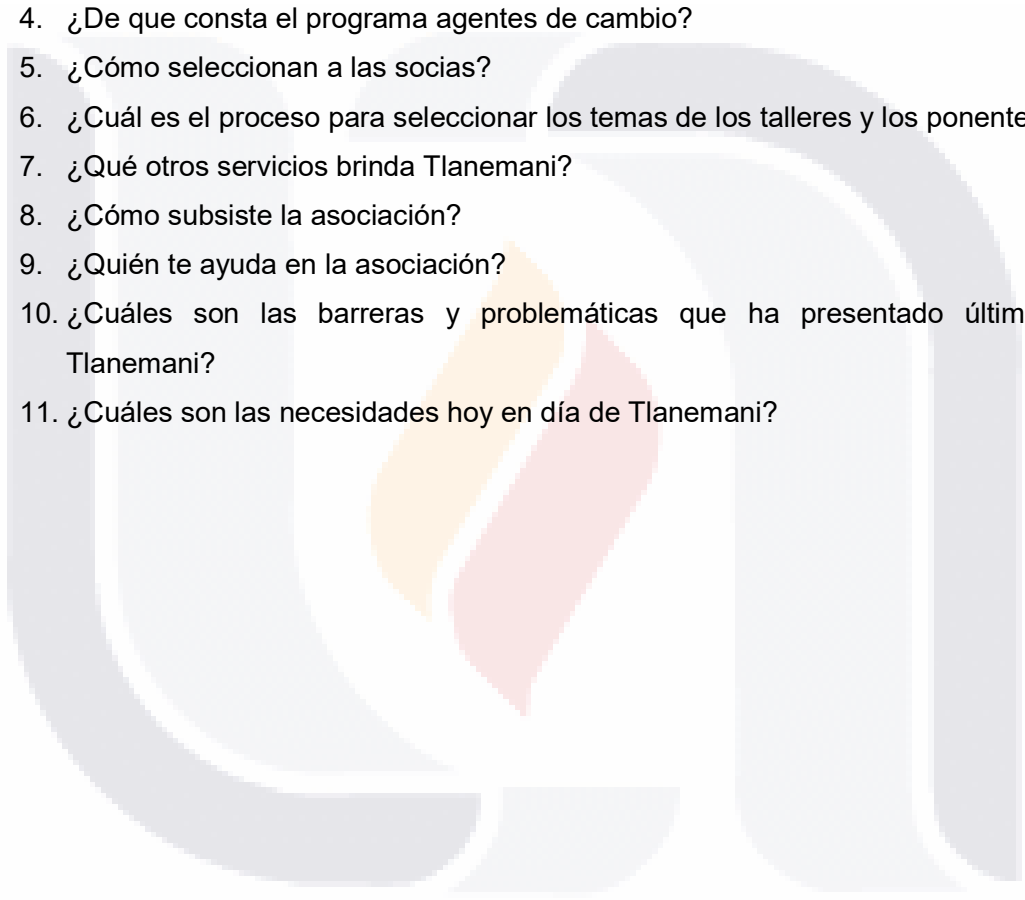 4. ¿De que consta el programa agentes de cambio?
5. ¿Cómo seleccionan a las socias?
6. ¿Cuál es el proceso para seleccionar los temas de los talleres y los ponente
7. ¿Qué otros servicios brinda Tlanemani?
8. ¿Cómo subsiste la asociación?
9. ¿Quién te ayuda en la asociación?
10. ¿Cuáles son las barreras y problemáticas que ha presentado últim
Tlanemani?
11. ¿Cuáles son las necesidades hoy en día de Tlanemani?